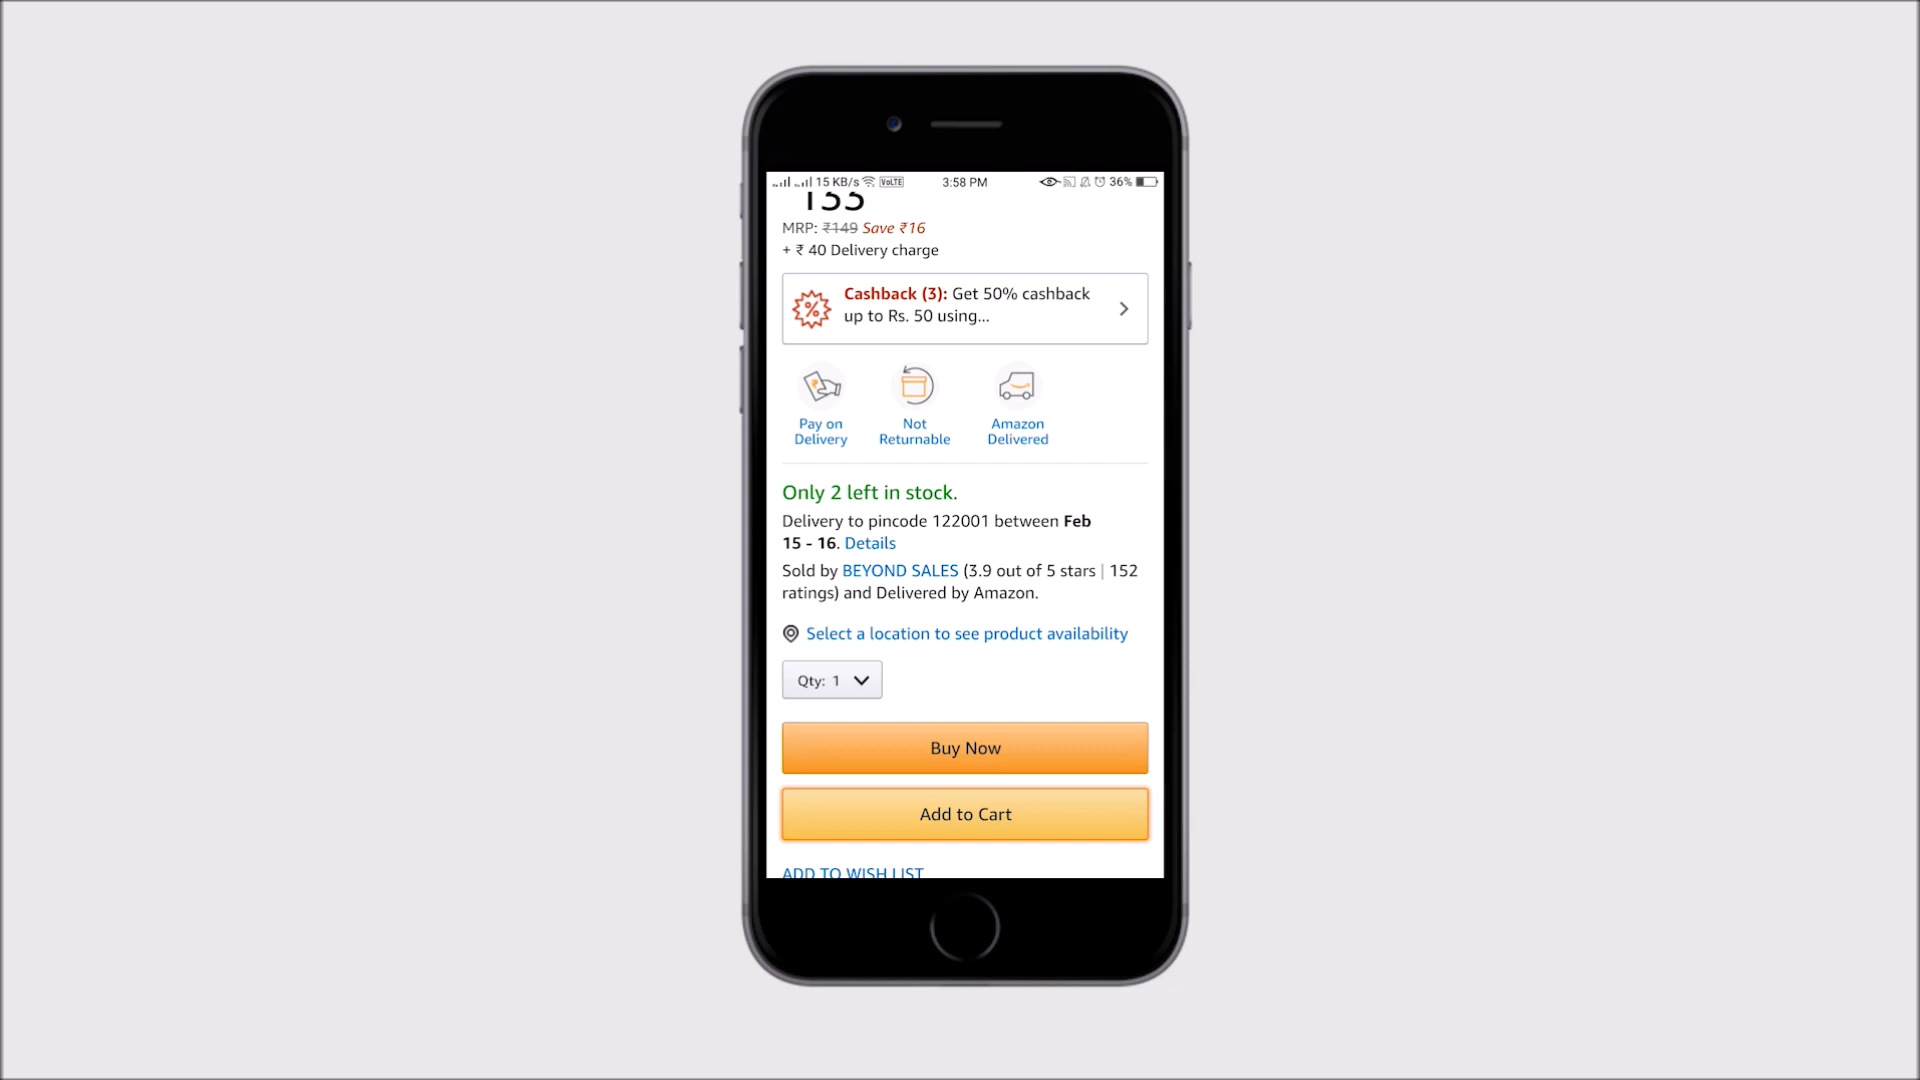 15 KB/s VoLTE 3:58 PM 36%
133
MRP: ₹149 Save ₹16
+ ₹ 40 Delivery charge
Cashback (3): Get 50% cashback
up to Rs. 50 using...
Pay on
Delivery
Not
Returnable
Amazon
Delivered
Only 2 left in stock.
Delivery to pincode 122001 between Feb
15 - 16. Details
Sold by BEYOND SALES (3.9 out of 5 stars | 152
ratings) and Delivered by Amazon.
Select a location to see product availability
Qty: 1
Buy Now
Add to Cart
ADD TO WISH LIST